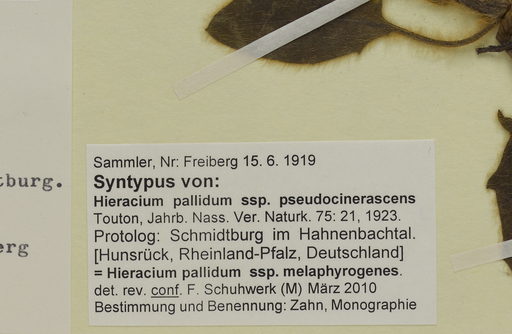 tburg.
erg
Sammler, Nr: Freiberg 15. 6. 1919
Syntypus von:
Hieracium pallidum ssp. pseudocinerascens
Touton, Jahrb. Nass. Ver. Naturk. 75: 21, 1923.
Protolog: Schmidtburg im Hahnenbachtal.
[Hunsrück, Rheinland-Pfalz, Deutschland]
= Hieracium pallidum ssp. melaphyrogenes.
det. rev. conf. F. Schuhwerk (M) März 2010
Bestimmung und Benennung: Zahn, Monographie